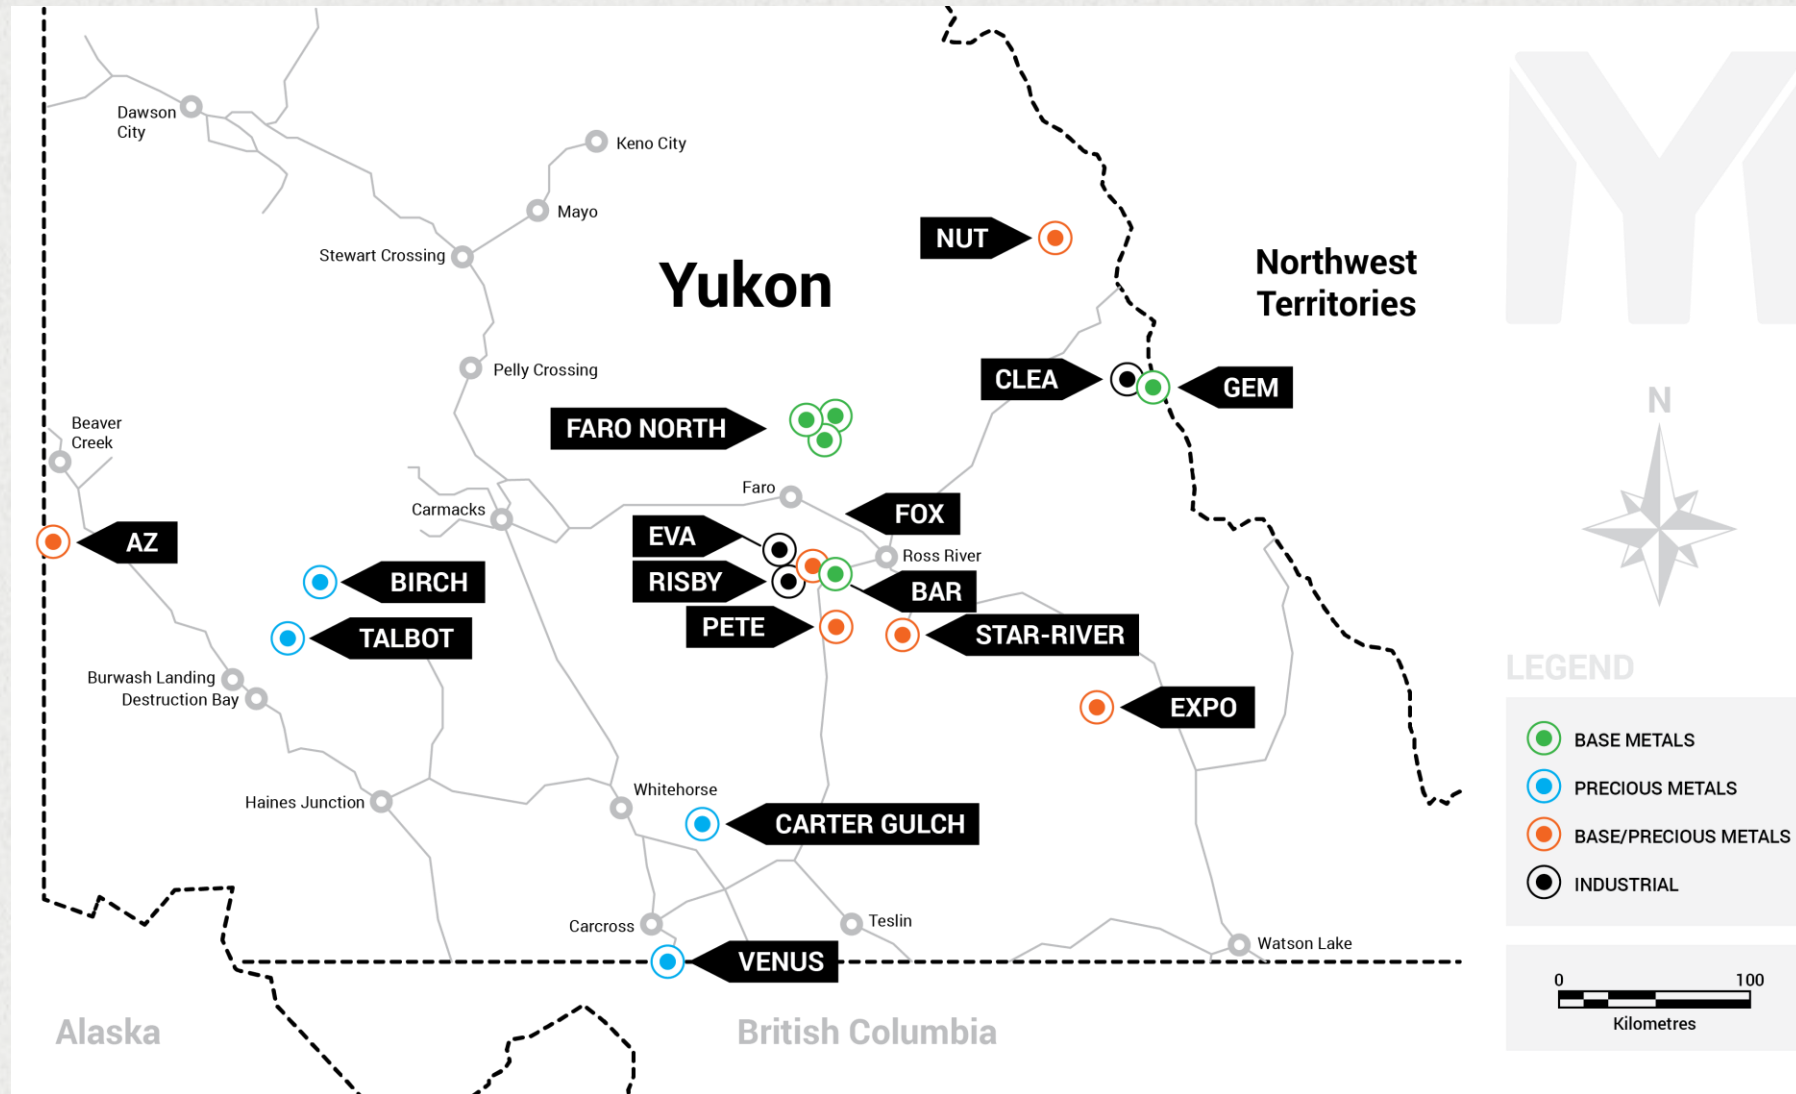 Dawson
City
Keno City
Mayo
Stewart Crossing
NUT
Yukon
Northwest
Territories
Pelly Crossing
CLEA
GEM
N
FARO NORTH
Beaver
Creek
Faro
Carmacks
FOX
EVA
AZ
Ross River
BIRCH
RISBY
BAR
PETE
TALBOT
STAR-RIVER
Burwash Landing
Destruction Bay
EXPO
Haines Junction
Whitehorse
CARTER GULCH
Carcross
Teslin
Watson Lake
VENUS
Alaska
British Columbia
LEGEND
BASE METALS
PRECIOUS METALS
BASE/PRECIOUS METALS
INDUSTRIAL
0 100
Kilometres